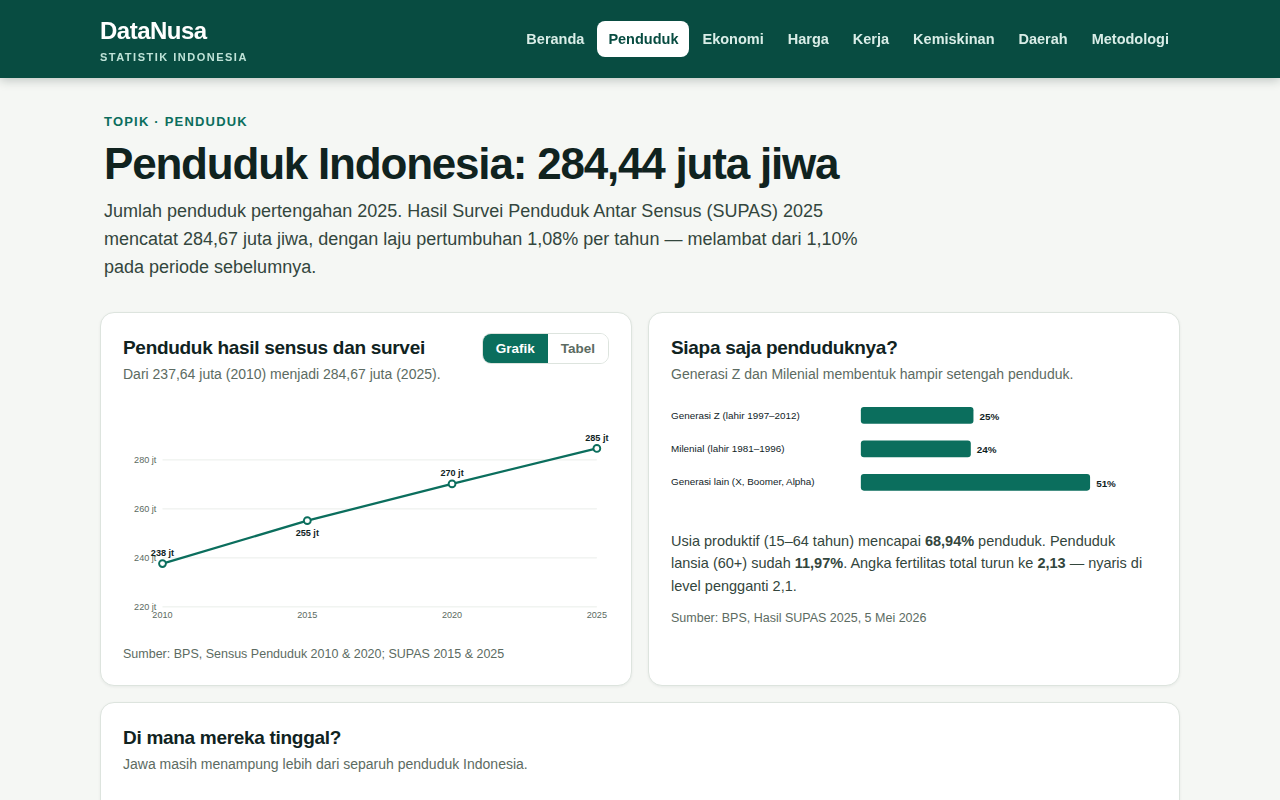 DataNusa
STATISTIK INDONESIA
Beranda
Penduduk
Ekonomi
Harga
Kerja
Kemiskinan
Daerah
Metodologi
TOPIK · PENDUDUK
Penduduk Indonesia: 284,44 juta jiwa
Jumlah penduduk pertengahan 2025. Hasil Survei Penduduk Antar Sensus (SUPAS) 2025
mencatat 284,67 juta jiwa, dengan laju pertumbuhan 1,08% per tahun — melambat dari 1,10%
pada periode sebelumnya.
Penduduk hasil sensus dan survei
Grafik
Tabel
Dari 237,64 juta (2010) menjadi 284,67 juta (2025).
285 jt
280 jt
270 jt
260 jt
255 jt
238 jt
240 jt
220 jt
2010
2015
2020
2025
Sumber: BPS, Sensus Penduduk 2010 & 2020; SUPAS 2015 & 2025
Siapa saja penduduknya?
Generasi Z dan Milenial membentuk hampir setengah penduduk.
Generasi Z (lahir 1997–2012)
25%
Milenial (lahir 1981–1996)
24%
Generasi lain (X, Boomer, Alpha)
51%
Usia produktif (15–64 tahun) mencapai 68,94% penduduk. Penduduk
lansia (60+) sudah 11,97%. Angka fertilitas total turun ke 2,13 — nyaris di
level pengganti 2,1.
Sumber: BPS, Hasil SUPAS 2025, 5 Mei 2026
Di mana mereka tinggal?
Jawa masih menampung lebih dari separuh penduduk Indonesia.